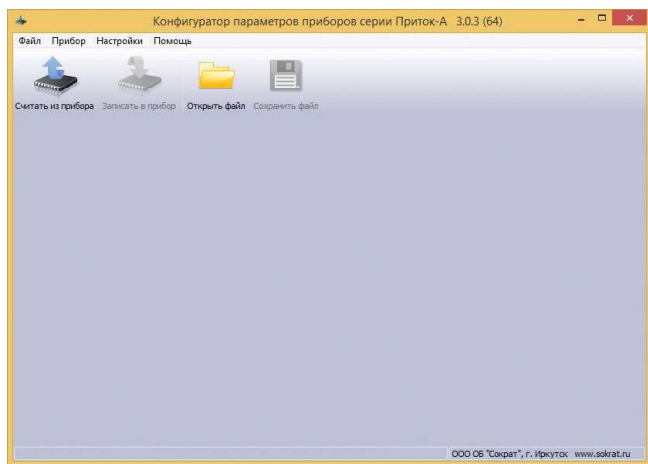 Конфигуратор параметров приборов серии Приток-А 3.0.3 (64)
Файл Прибор Настройки Помощь
Считать из прибора Записать в прибор Открыть файл Сохранить файл
ООО ОБ "Сократ", г. Иркутск www.sokrat.ru